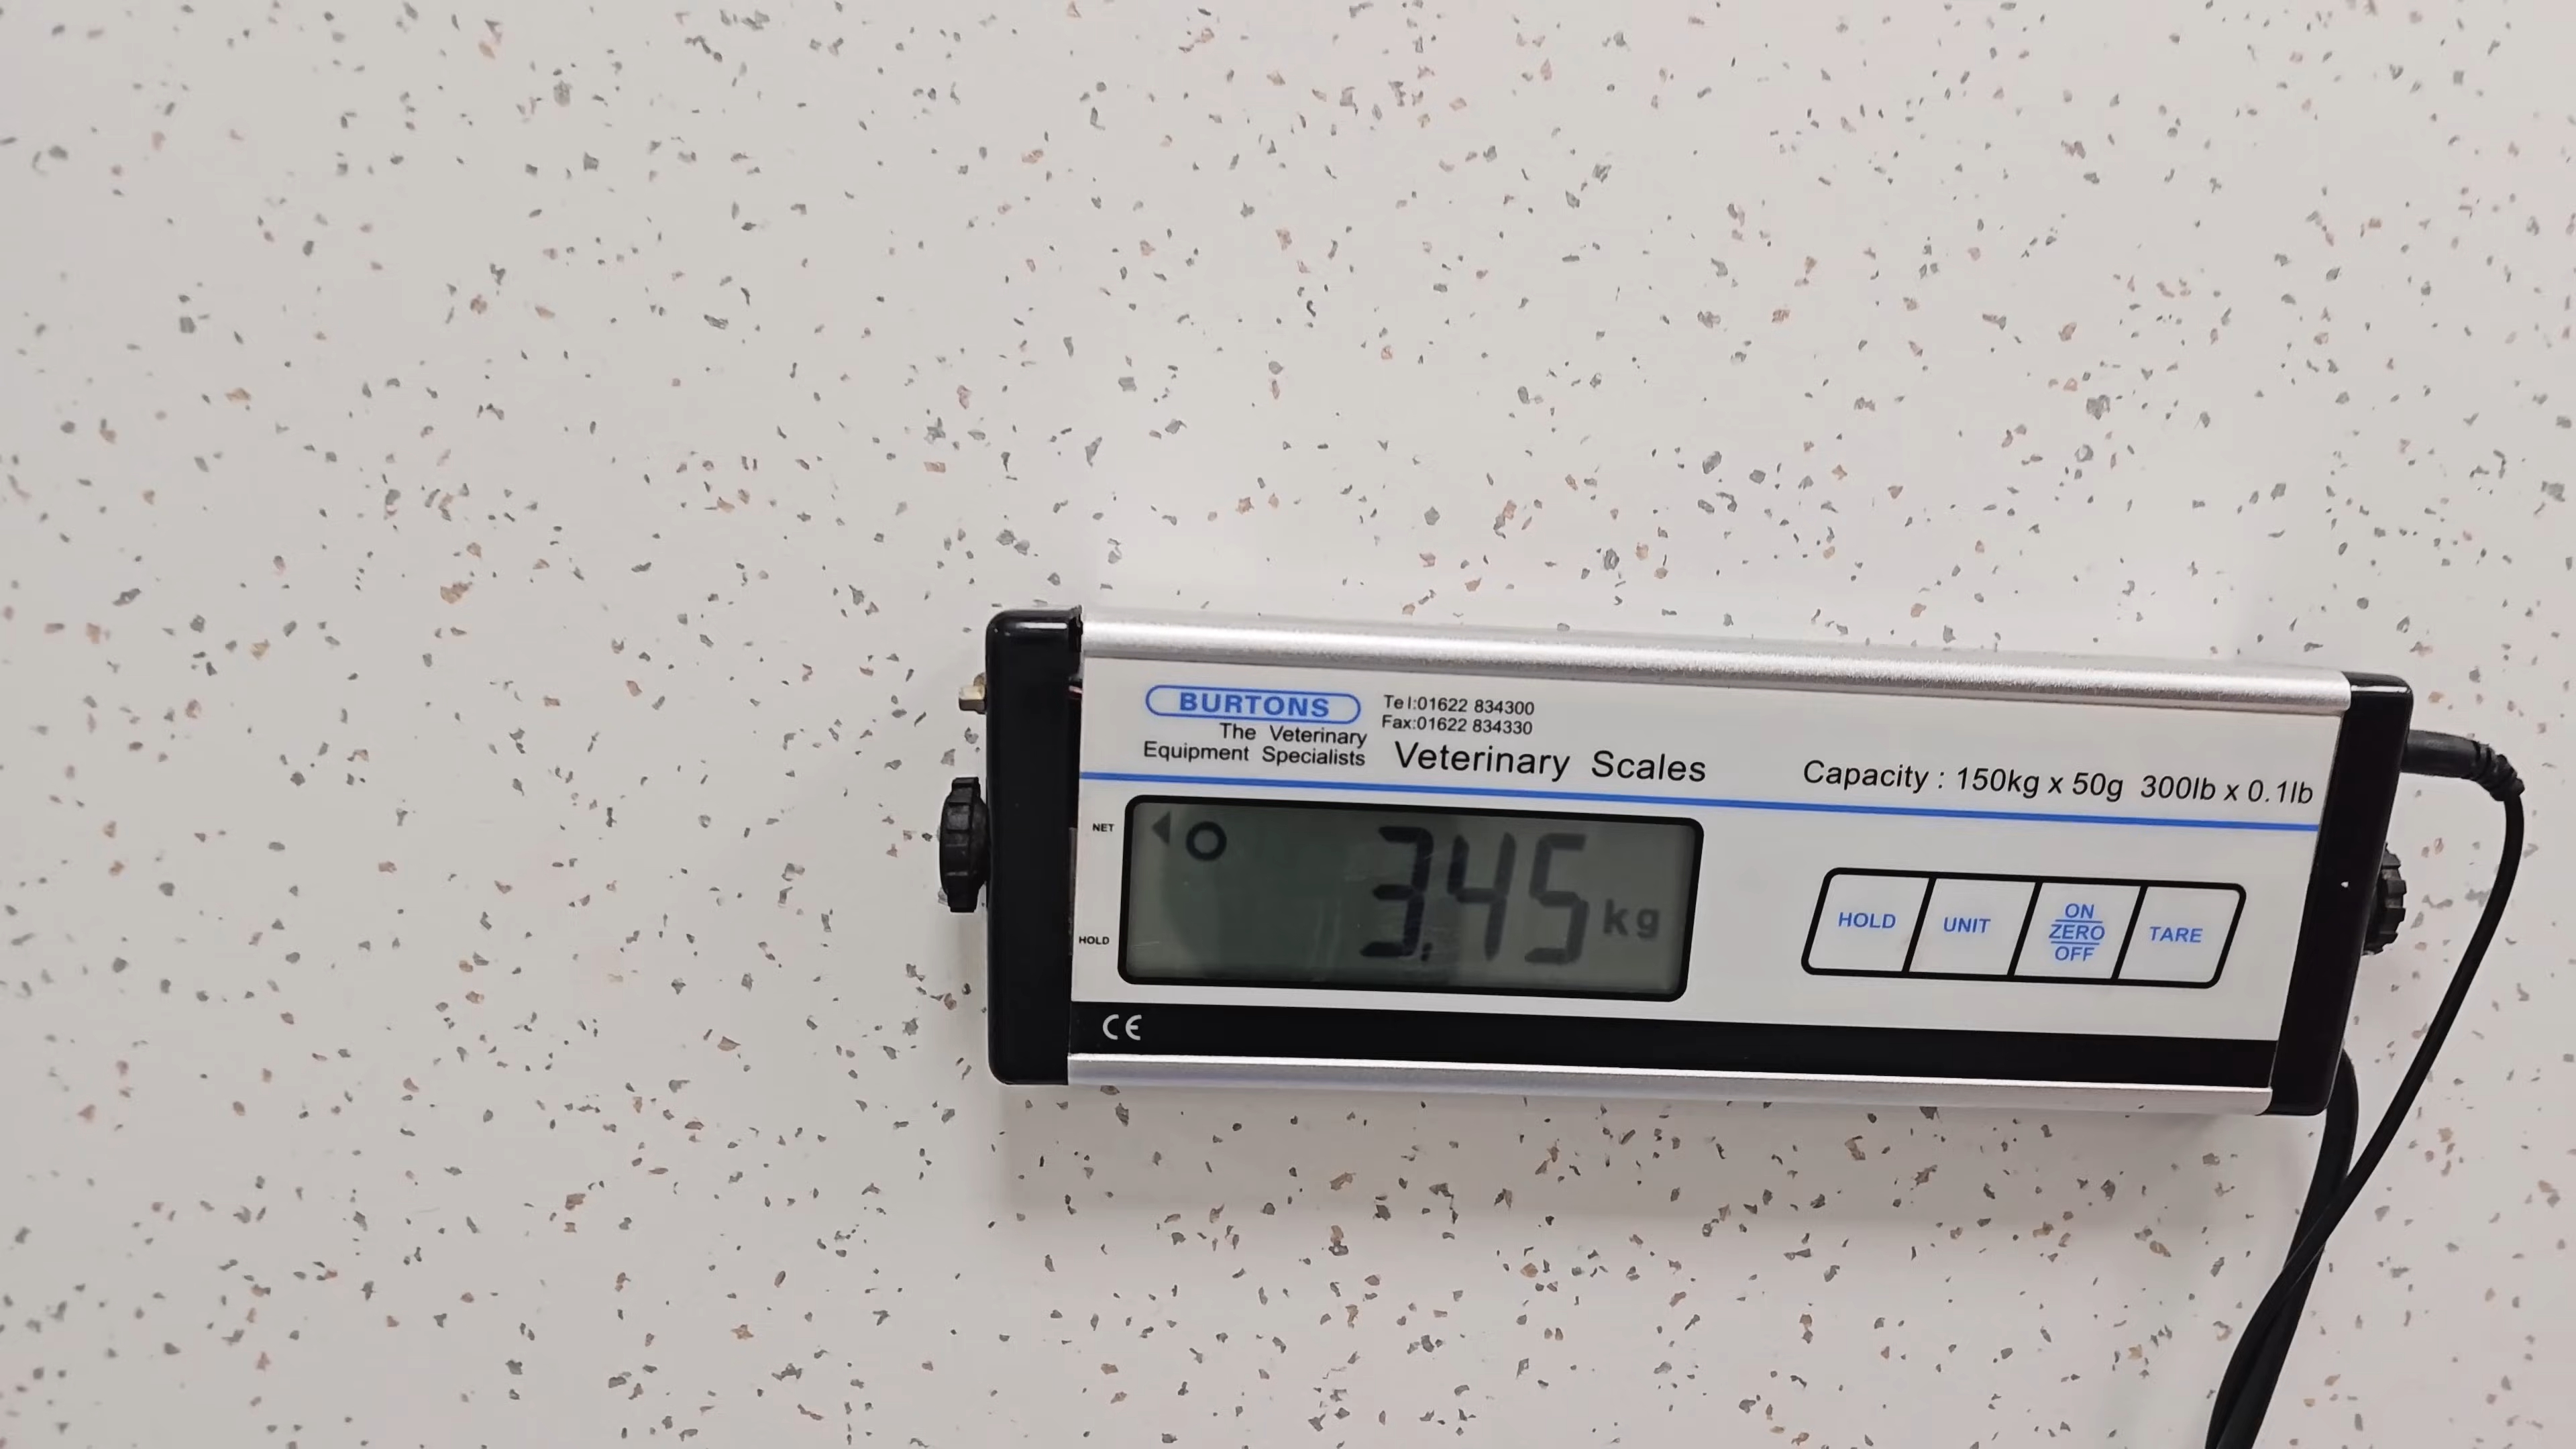 BURTONS
The Veterinary
Equipment Specialists
Tel:01622 834300
Fax:01622 834330
Veterinary Scales
Capacity : 150kg x 50g 300lb x 0.1lb
NET
HOLD
3.45 kg
HOLD
UNIT
ON
ZERO
OFF
TARE
CE